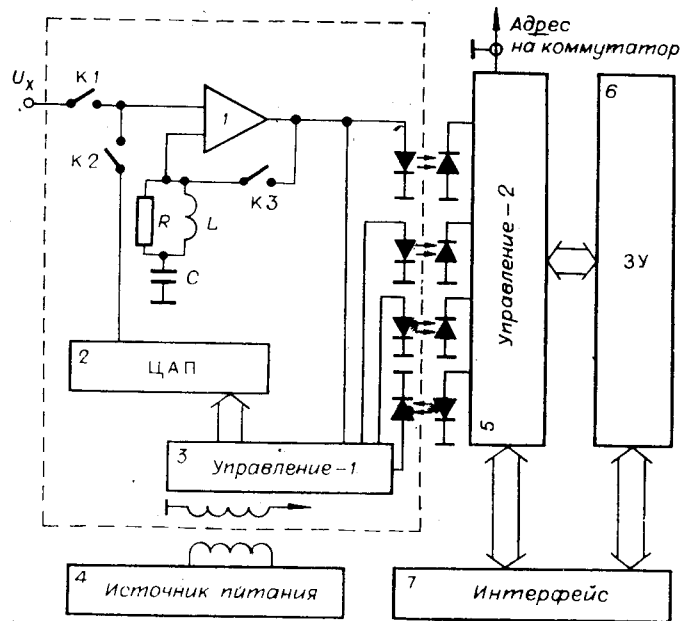 Адрес
на коммутатор
Uₓ
К1
К2
1
К3
R
L
C
2
ЦАП
3
Управление-1
4
Источник питания
5
Управление-2
6
ЗУ
7
Интерфейс